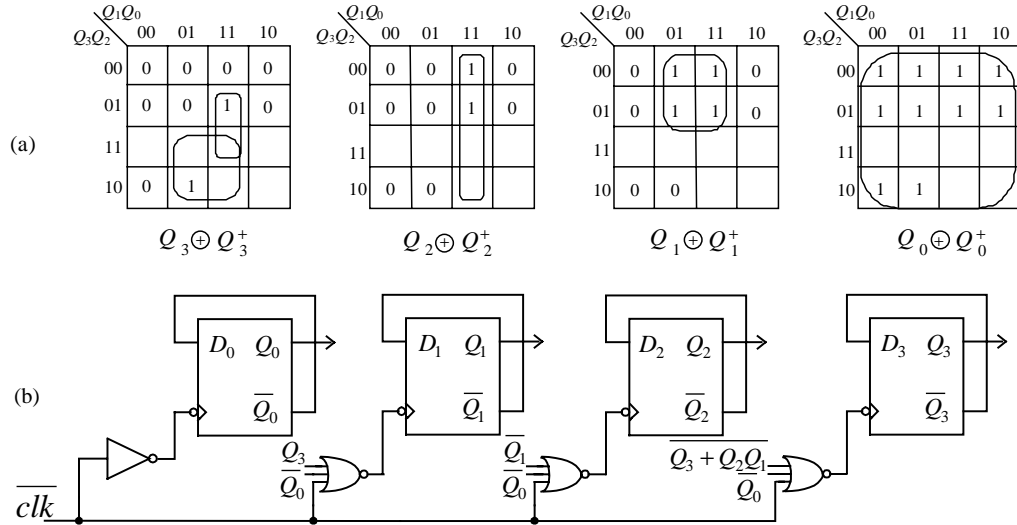 (a)
Q₁Q₀
Q₃Q₂ 00 01 11 10
00 0 0 0 0
01 0 0 1 0
11
10 0 1
Q₃ ⊕ Q₃⁺
Q₁Q₀
Q₃Q₂ 00 01 11 10
00 0 0 1 0
01 0 0 1 0
11
10 0 0
Q₂ ⊕ Q₂⁺
Q₁Q₀
Q₃Q₂ 00 01 11 10
00 0 1 1 0
01 0 1 1 0
11
10 0 0
Q₁ ⊕ Q₁⁺
Q₁Q₀
Q₃Q₂ 00 01 11 10
00 1 1 1 1
01 1 1 1 1
11
10 1 1
Q₀ ⊕ Q₀⁺
(b)
D₀ Q₀
Q̅₀
D₁ Q₁
Q̅₁
D₂ Q₂
Q̅₂
D₃ Q₃
Q̅₃
Q₃
Q̅₀
Q̅₁
Q̅₀
\overline{Q₃ + Q₂Q₁}
Q̅₀
\overline{clk}